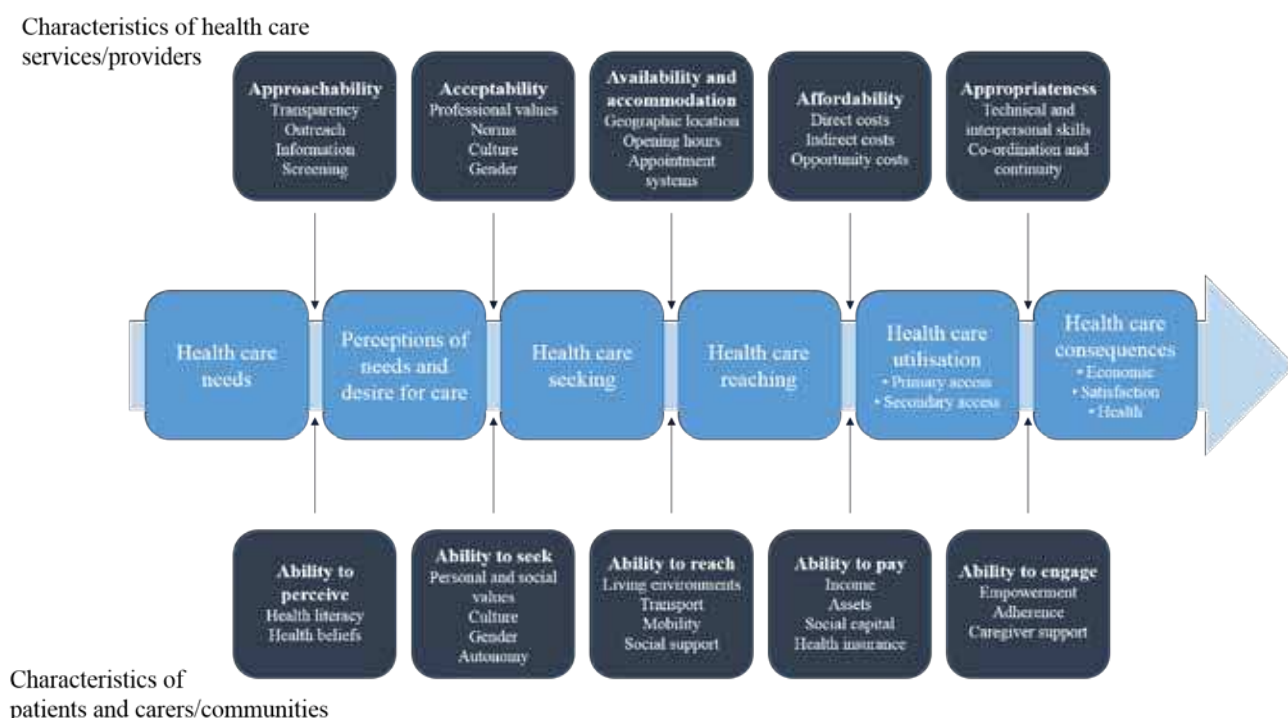 Characteristics of health care
services/providers
Approachability
Transparency
Outreach
Information
Screening
Acceptability
Professional values
Norms
Culture
Gender
Availability and
accommodation
Geographic location
Opening hours
Appointment
systems
Affordability
Direct costs
Indirect costs
Opportunity costs
Appropriateness
Technical and
interpersonal skills
Co-ordination and
continuity
Health care
needs
Perceptions of
needs and
desire for care
Health care
seeking
Health care
reaching
Health care
utilisation
• Primary access
• Secondary access
Health care
consequences
• Economic
• Satisfaction
• Health
Ability to
perceive
Health literacy
Health beliefs
Ability to seek
Personal and social
values
Culture
Gender
Autonomy
Ability to reach
Living environments
Transport
Mobility
Social support
Ability to pay
Income
Assets
Social capital
Health insurance
Ability to engage
Empowerment
Adherence
Caregiver support
Characteristics of
patients and carers/communities